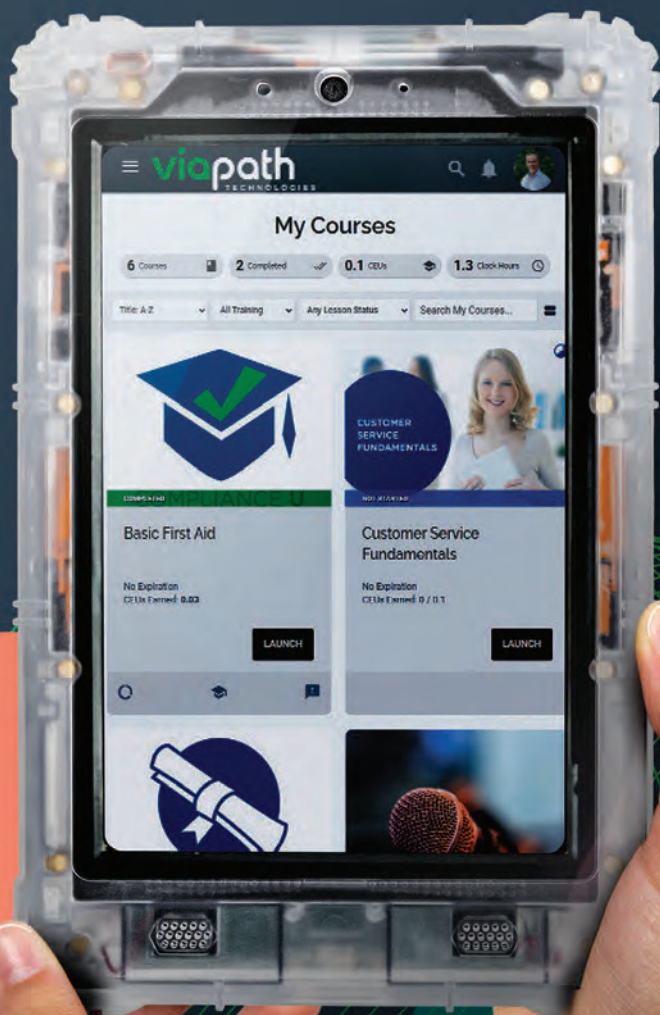 viapath
TECHNOLOGIES
My Courses
6 Courses
2 Completed
0.1 CEUs
1.3 Clock Hours
Title: A-Z
All Training
Any Lesson Status
Search My Courses...
CUSTOMER
SERVICE
FUNDAMENTALS
COMPLIANCE U
COMPLETED
NOT STARTED
Basic First Aid
No Expiration
CEUs Earned: 0.03
LAUNCH
Customer Service
Fundamentals
No Expiration
CEUs Earned: 0 / 0.1
LAUNCH